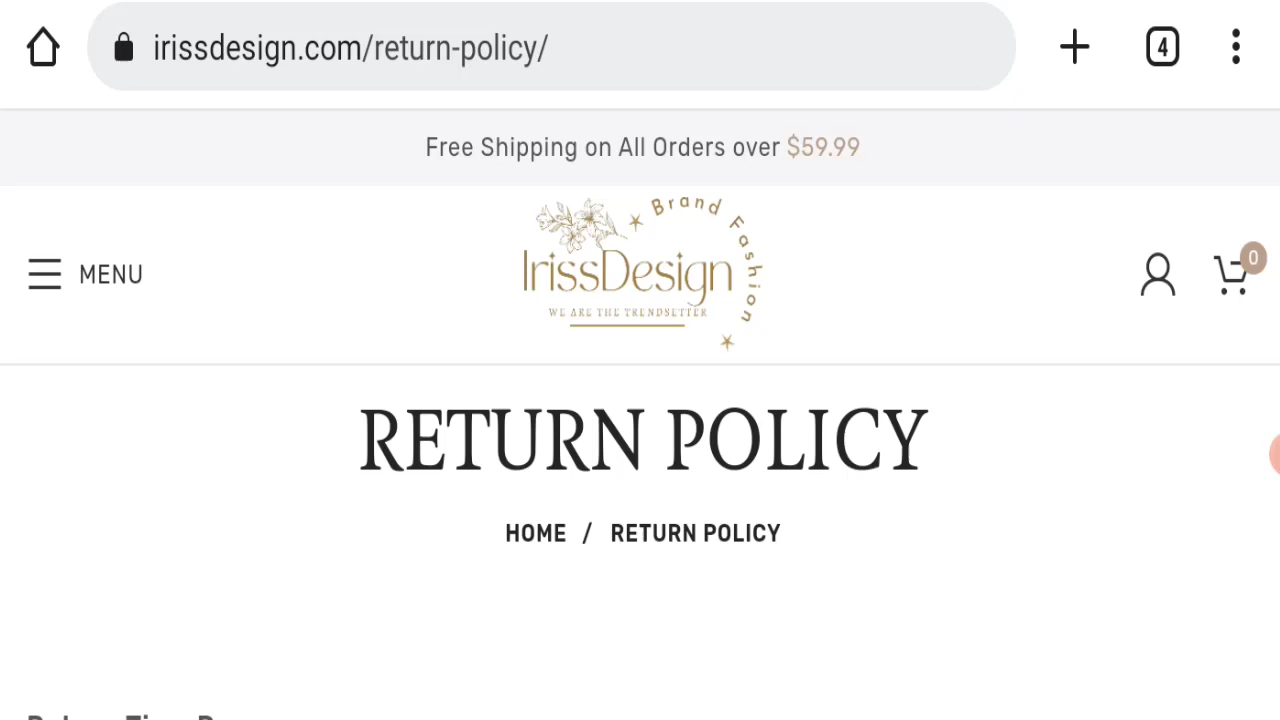 irissdesign.com/return-policy/
4
Free Shipping on All Orders over $59.99
MENU
Brand Fashion
IrissDesign
WE ARE THE TRENDSETTER
0
RETURN POLICY
HOME / RETURN POLICY